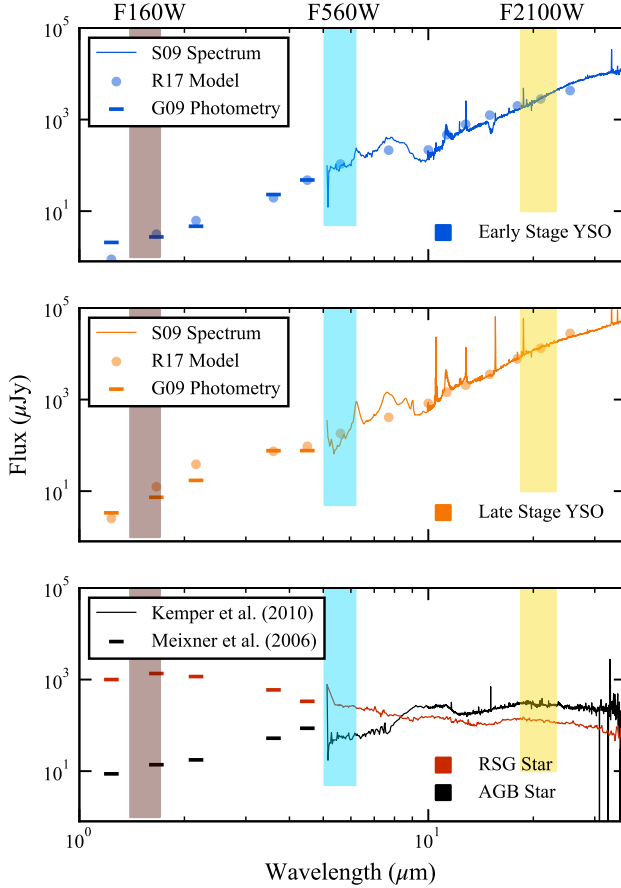 F160W F560W F2100W
10^5
S09 Spectrum
R17 Model
G09 Photometry
10^3
10^1
Early Stage YSO
10^5
S09 Spectrum
R17 Model
G09 Photometry
10^3
10^1
Late Stage YSO
Flux (μJy)
10^5
Kemper et al. (2010)
Meixner et al. (2006)
10^3
10^1
RSG Star
AGB Star
10^0 10^1
Wavelength (μm)